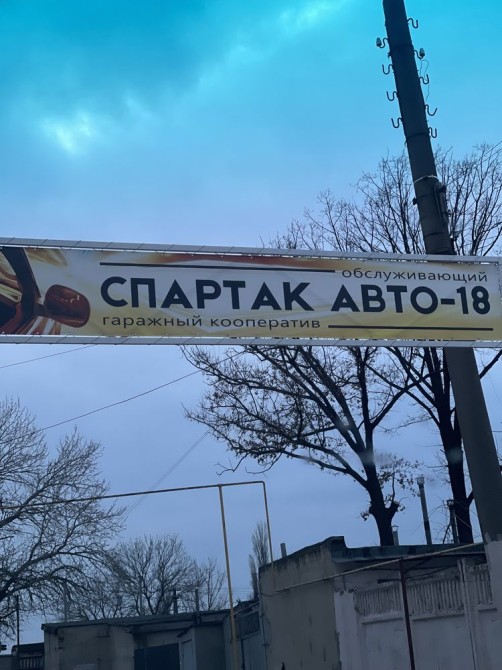 обслуживающий
СПАРТАК АВТО-18
гаражный кооператив